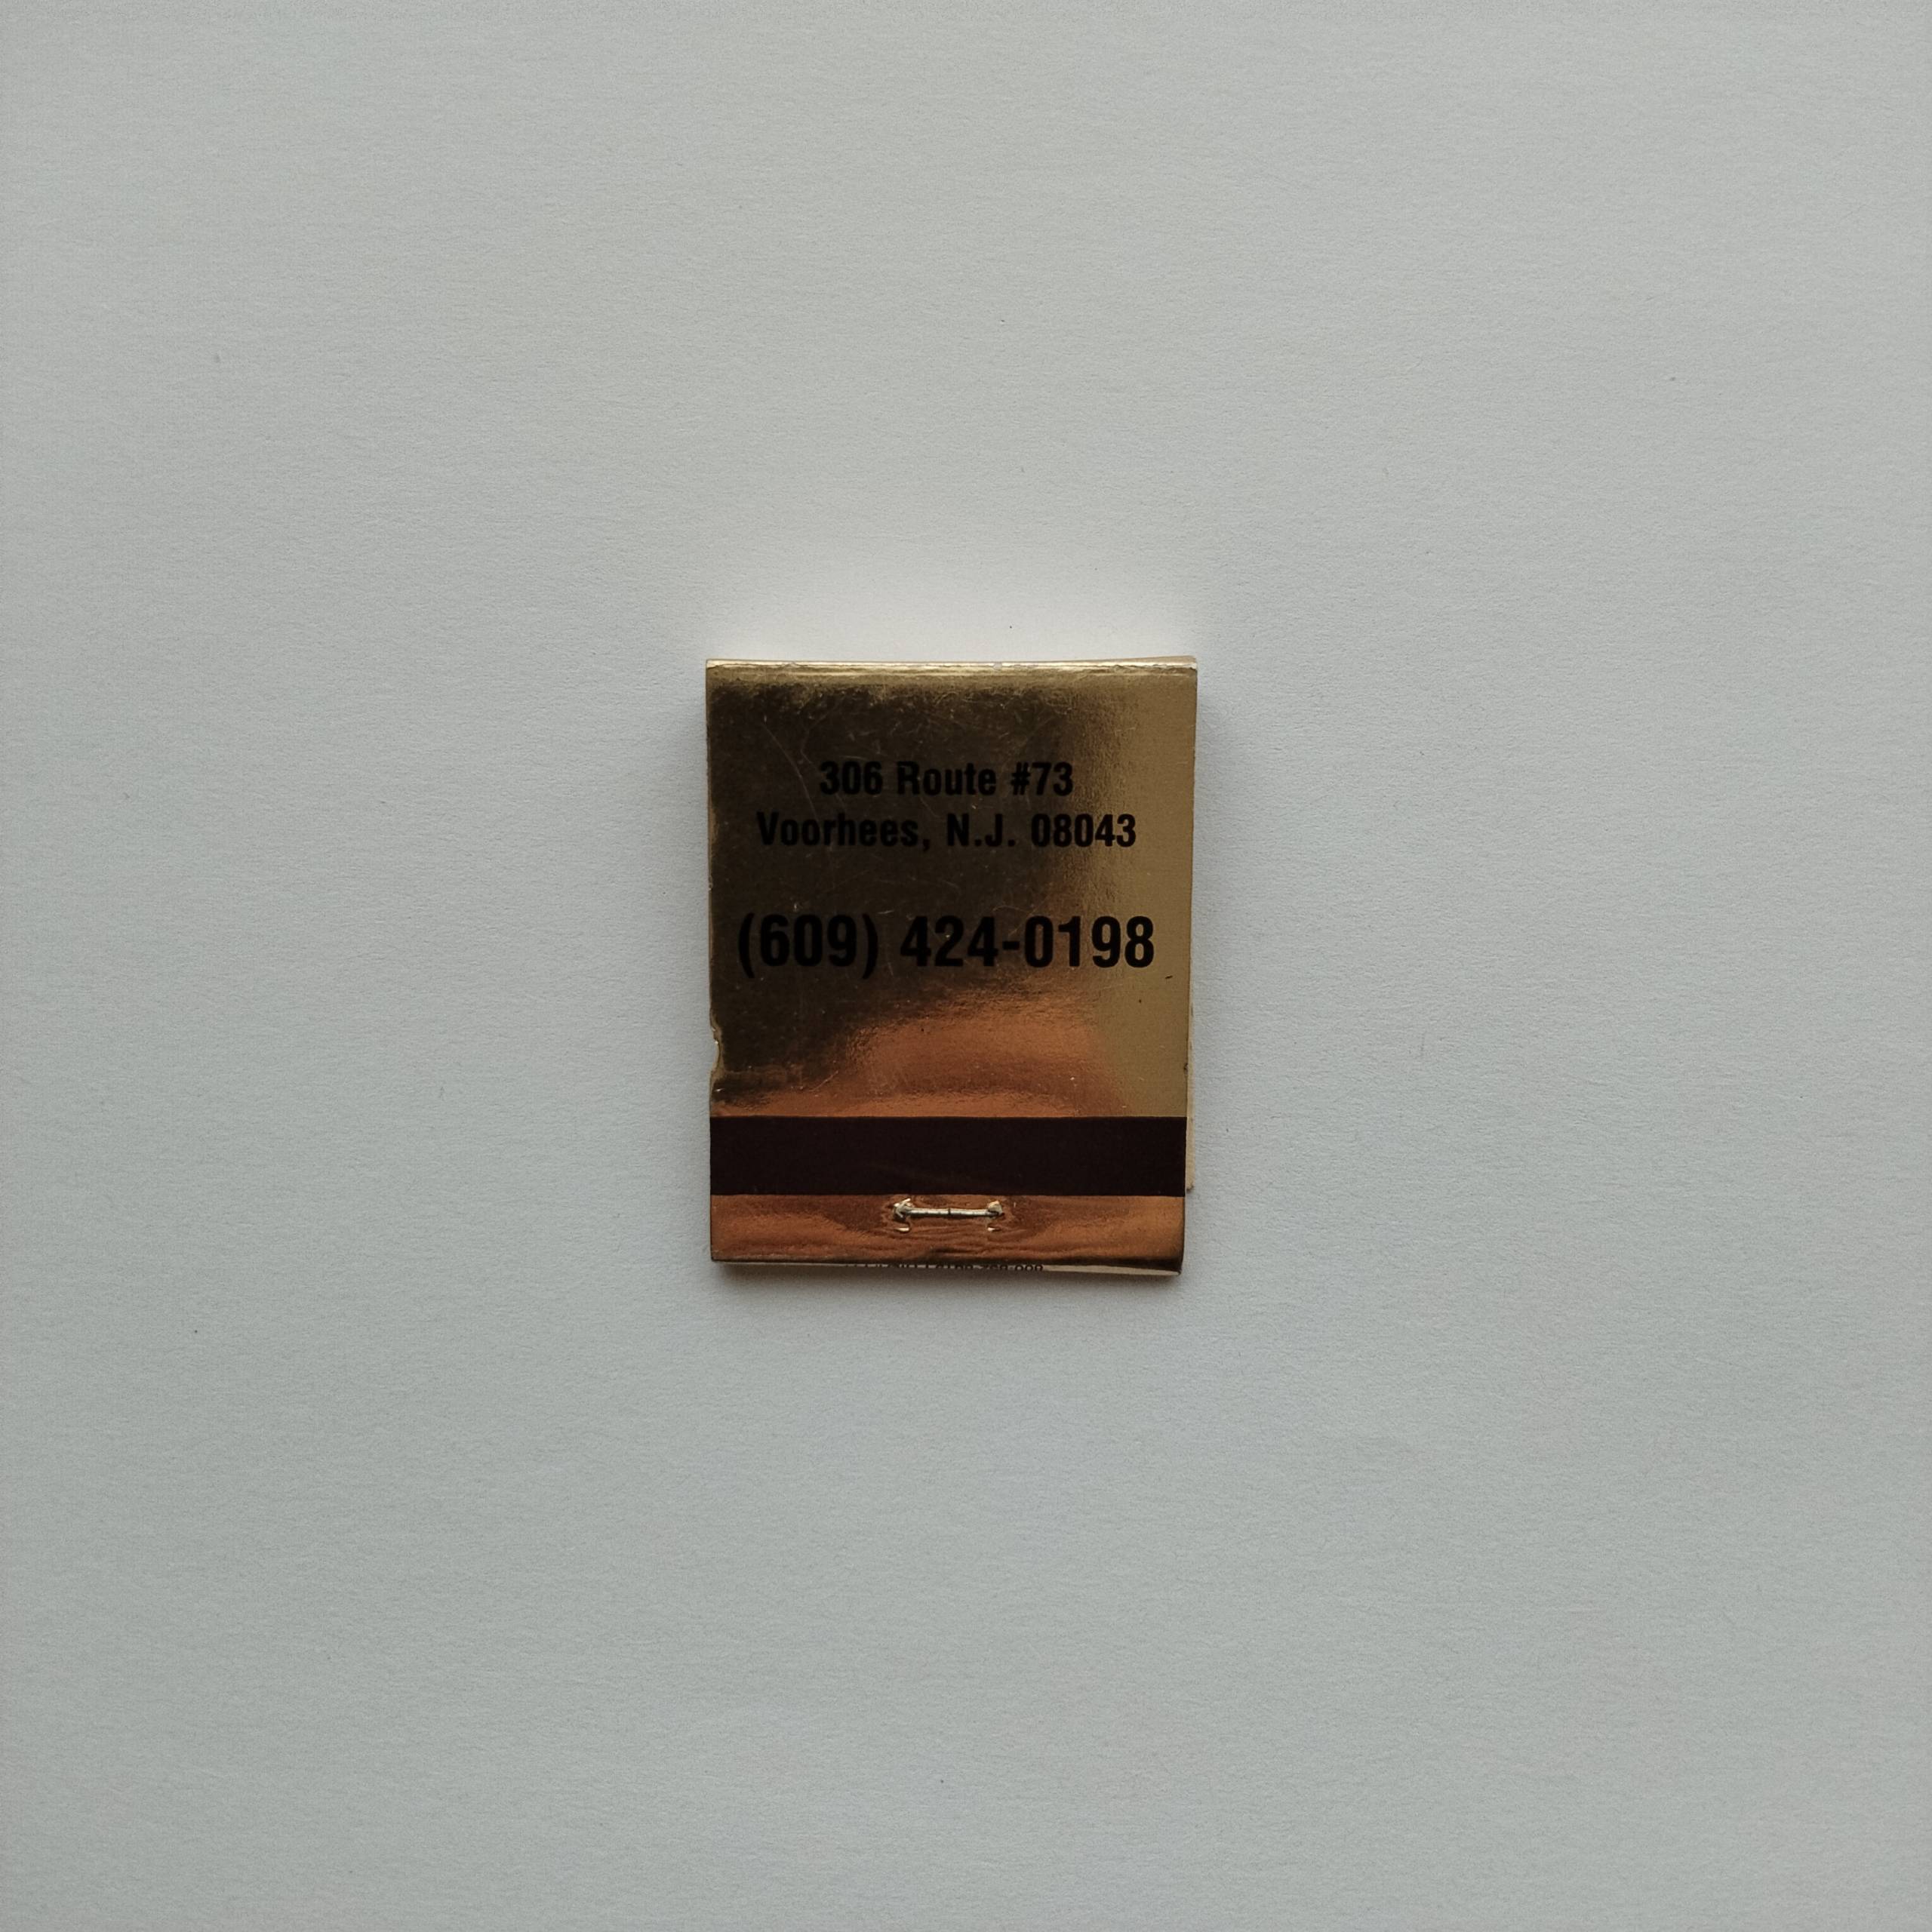 306 Route #73
Voorhees, N.J. 08043
(609) 424-0198